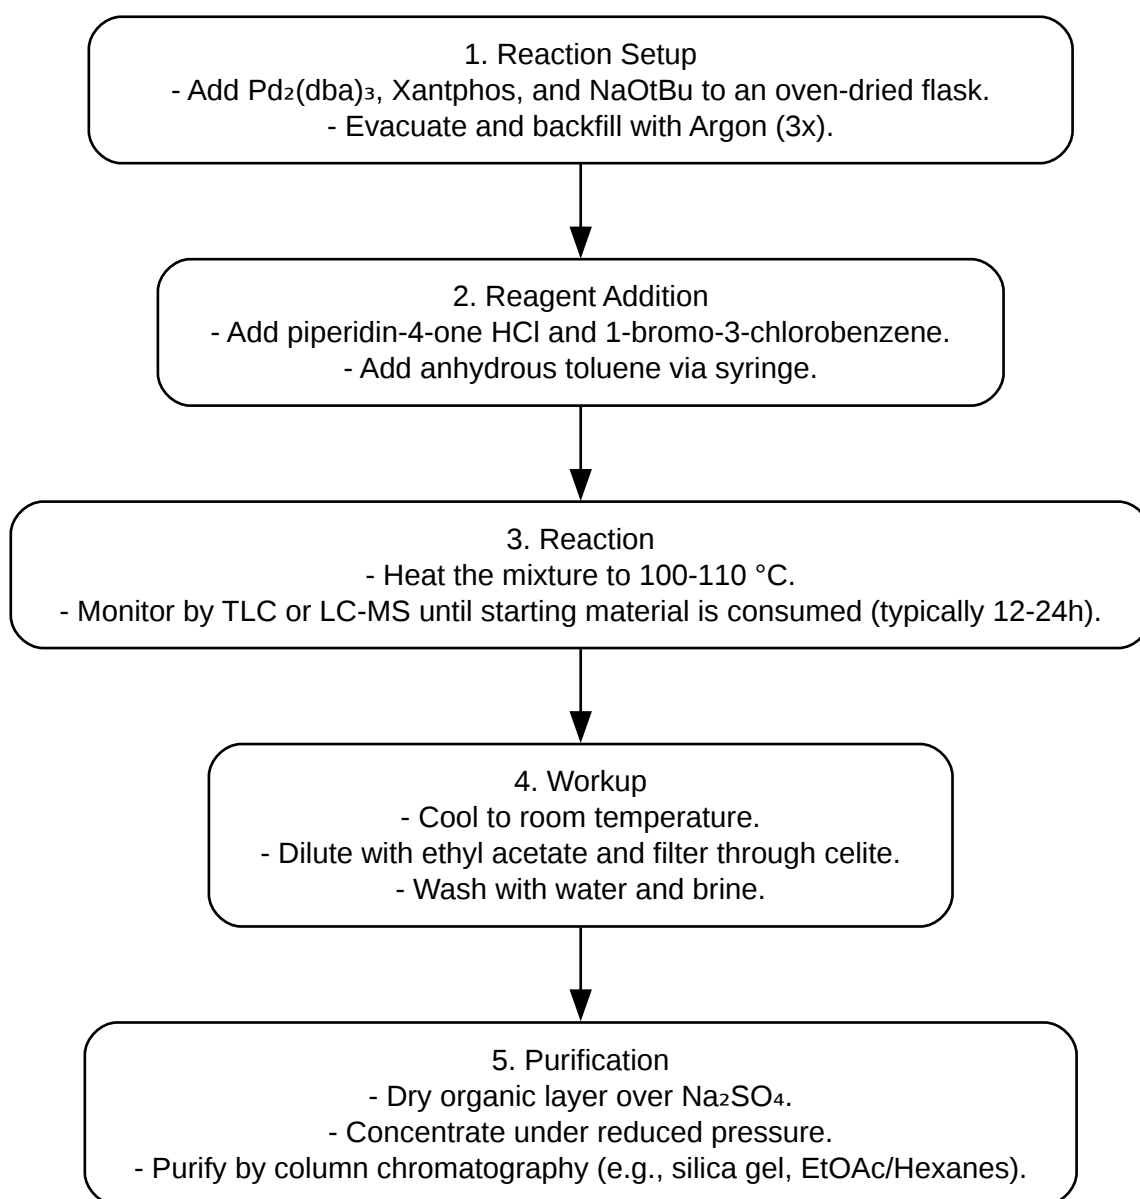 1. Reaction Setup
- Add Pd₂(dba)₃, Xantphos, and NaOtBu to an oven-dried flask.
- Evacuate and backfill with Argon (3x).
2. Reagent Addition
- Add piperidin-4-one HCl and 1-bromo-3-chlorobenzene.
- Add anhydrous toluene via syringe.
3. Reaction
- Heat the mixture to 100-110 °C.
- Monitor by TLC or LC-MS until starting material is consumed (typically 12-24h).
4. Workup
- Cool to room temperature.
- Dilute with ethyl acetate and filter through celite.
- Wash with water and brine.
5. Purification
- Dry organic layer over Na₂SO₄.
- Concentrate under reduced pressure.
- Purify by column chromatography (e.g., silica gel, EtOAc/Hexanes).